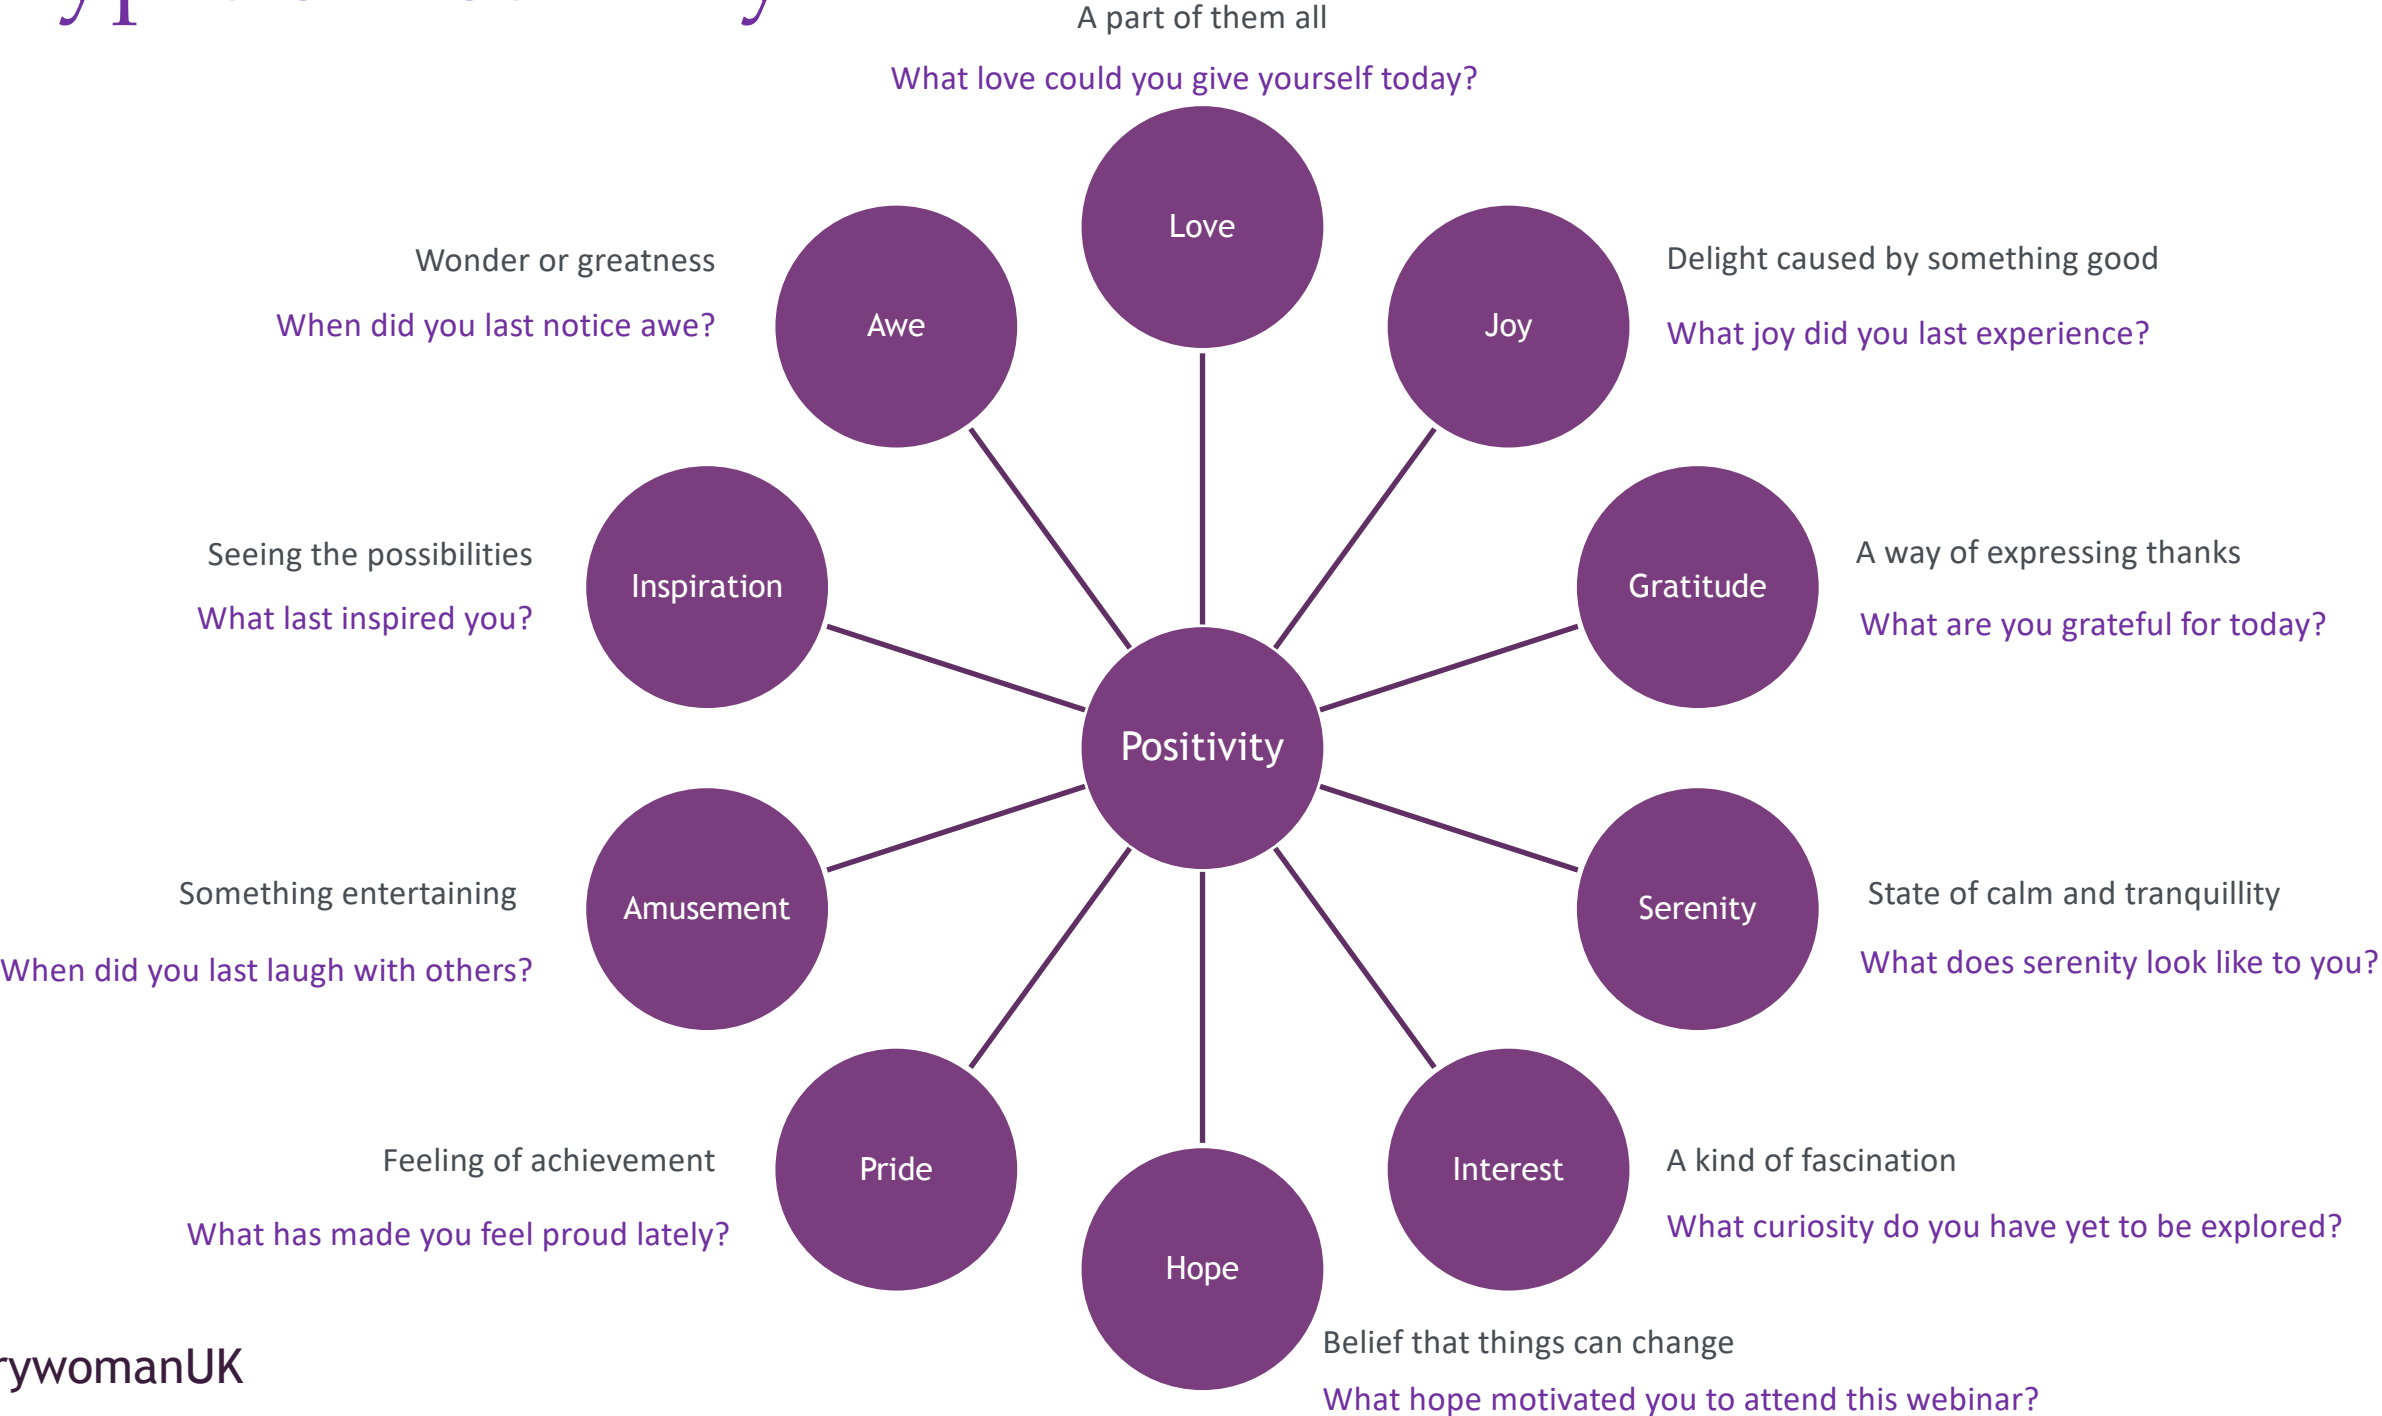 A part of them all
What love could you give yourself today?
Love
Wonder or greatness
When did you last notice awe?
Awe
Joy
Delight caused by something good
What joy did you last experience?
Seeing the possibilities
What last inspired you?
Inspiration
Gratitude
A way of expressing thanks
What are you grateful for today?
Positivity
Something entertaining
When did you last laugh with others?
Amusement
Serenity
State of calm and tranquillity
What does serenity look like to you?
Feeling of achievement
What has made you feel proud lately?
Pride
Interest
A kind of fascination
What curiosity do you have yet to be explored?
Hope
Belief that things can change
What hope motivated you to attend this webinar?
rywomanUK